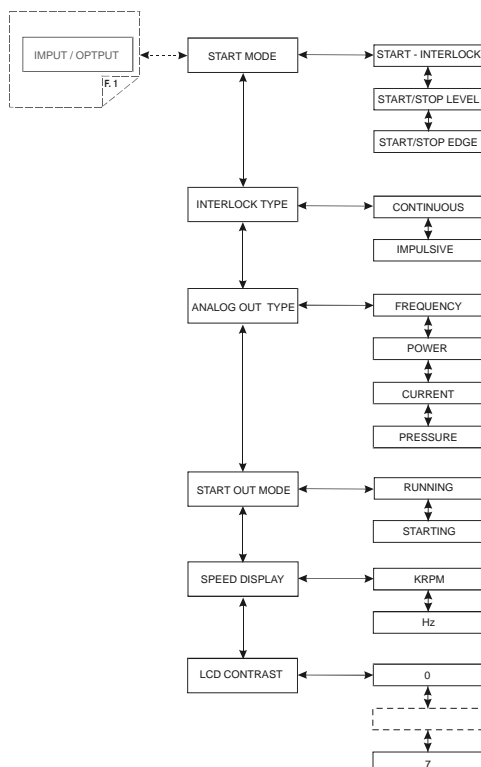 IMPUT / OPTPUT
F. 1
START MODE
START - INTERLOCK
START/STOP LEVEL
START/STOP EDGE
INTERLOCK TYPE
CONTINUOUS
IMPULSIVE
ANALOG OUT TYPE
FREQUENCY
POWER
CURRENT
PRESSURE
START OUT MODE
RUNNING
STARTING
SPEED DISPLAY
KRPM
Hz
LCD CONTRAST
0
7